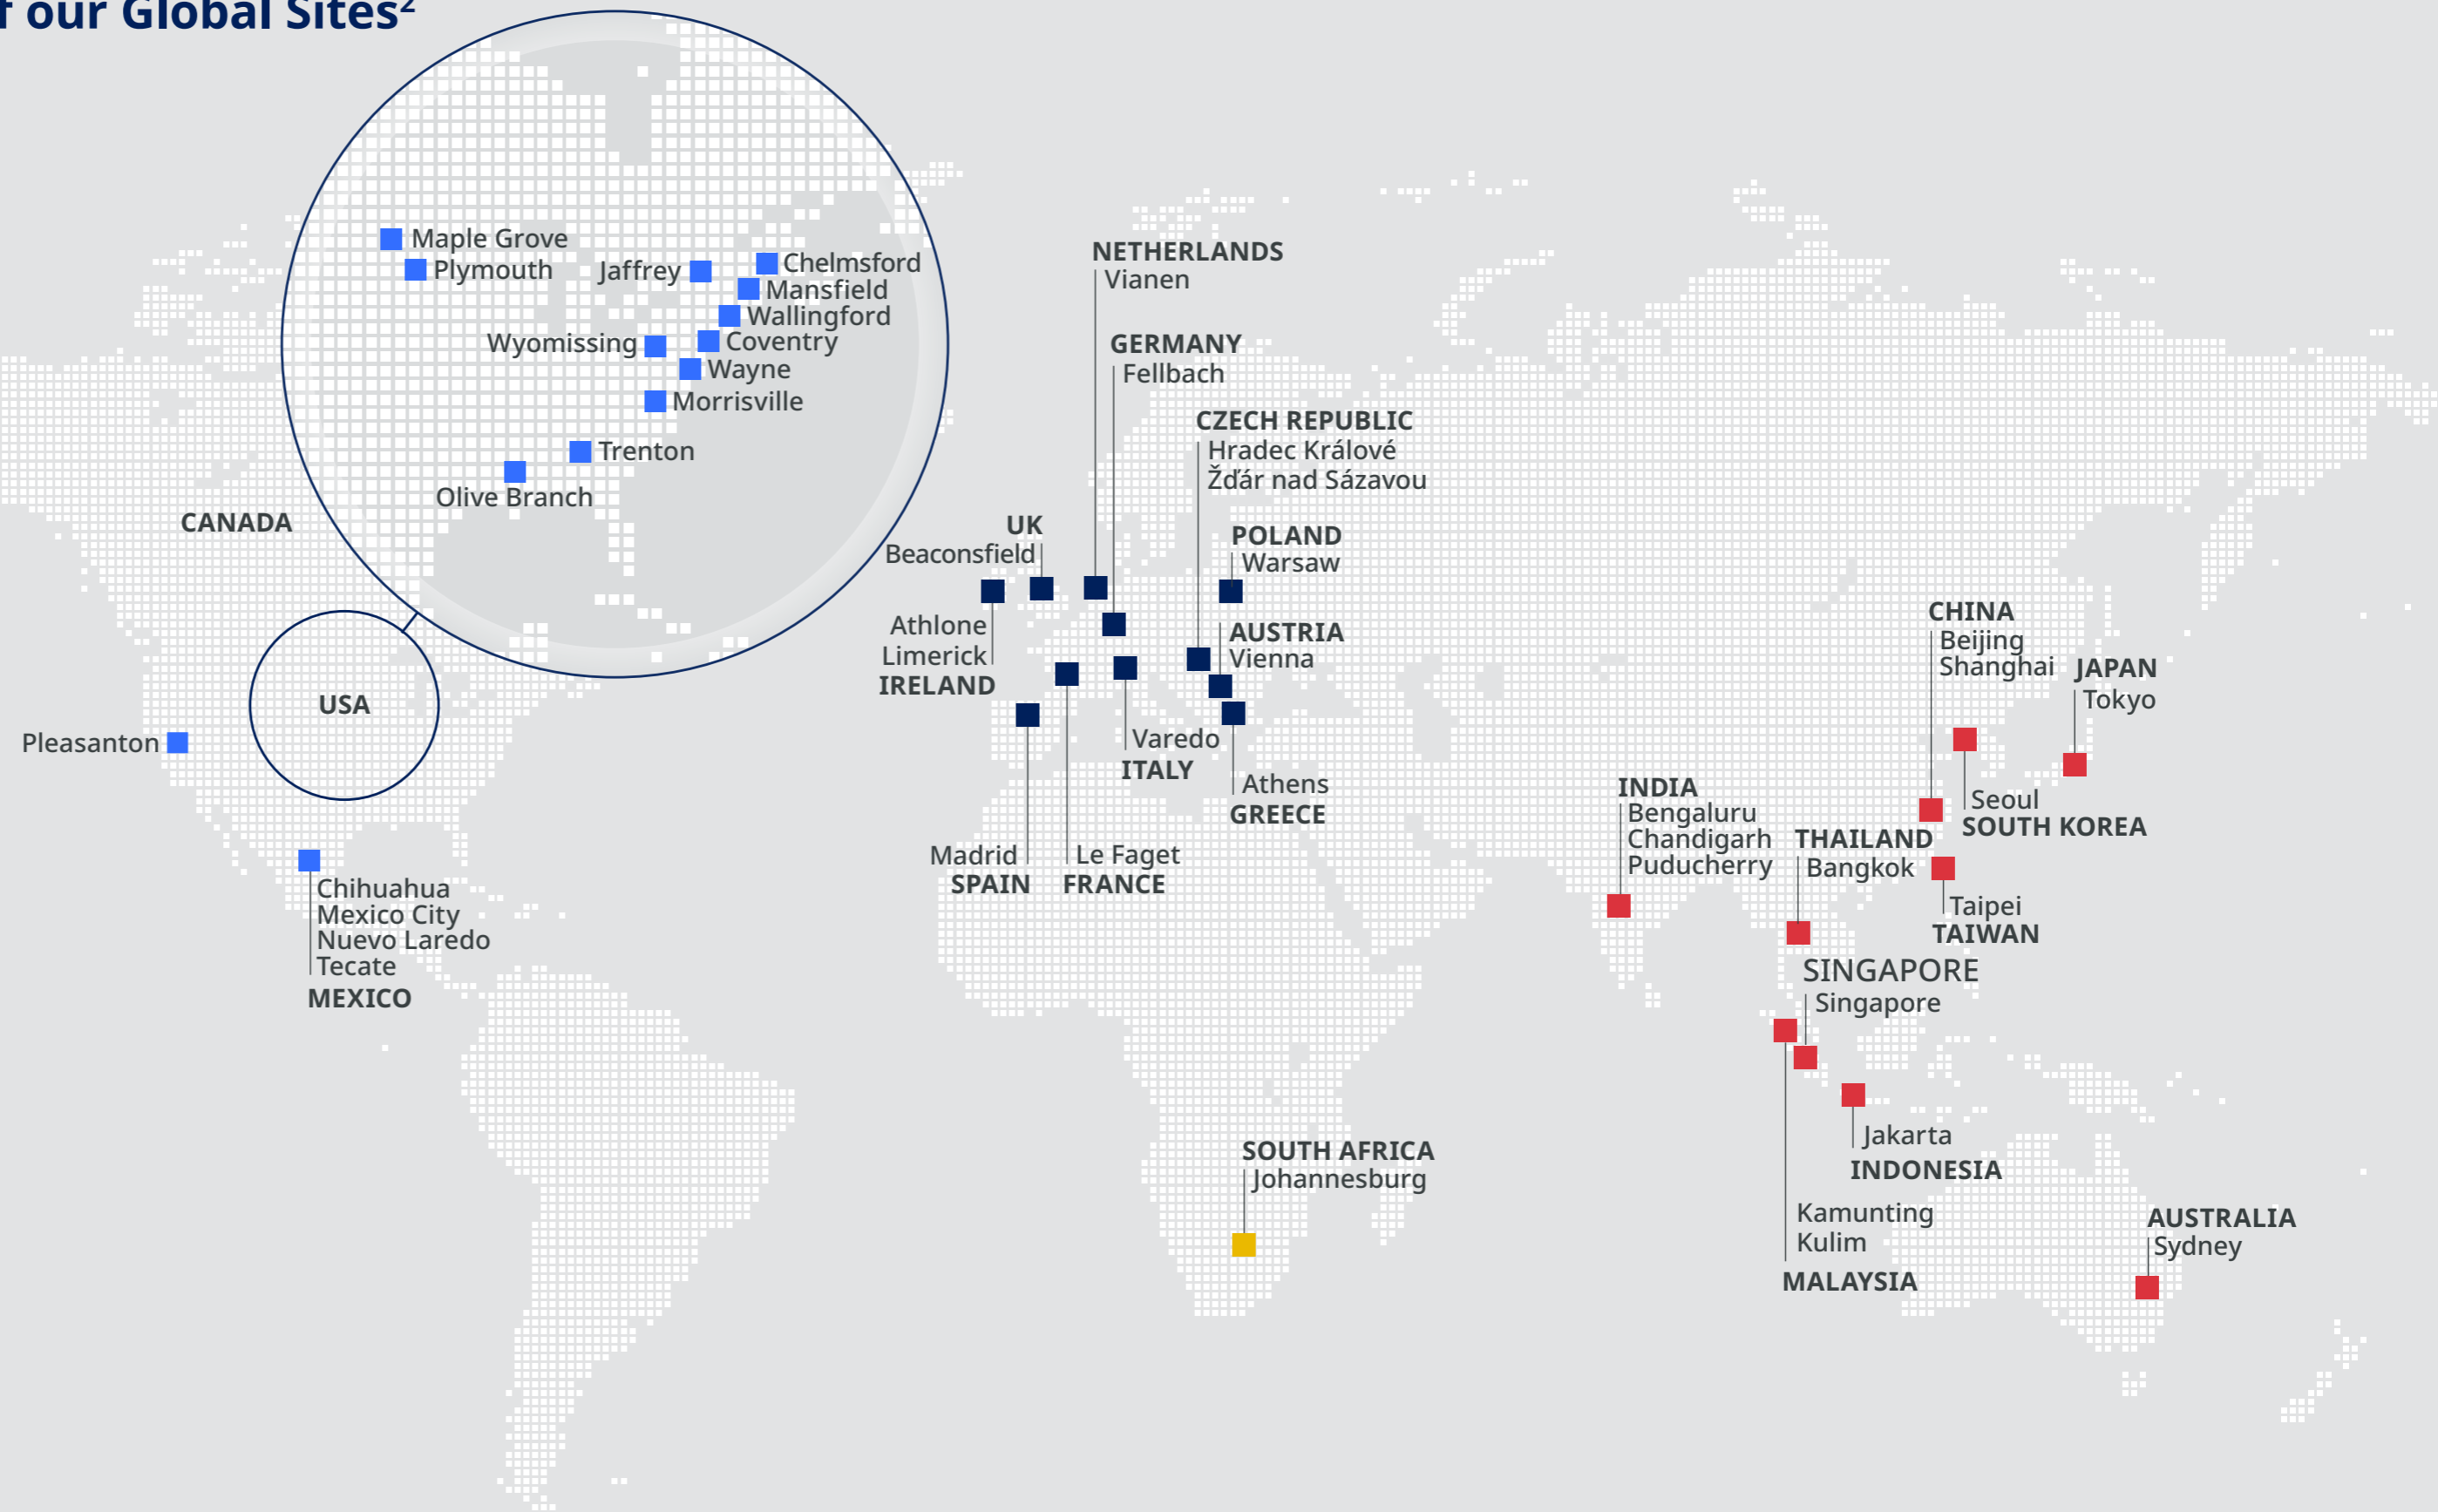 f our Global Sites²
Maple Grove
Plymouth
Jaffrey
Chelmsford
Mansfield
Wallingford
Wyomissing
Coventry
Wayne
Morrisville
Trenton
Olive Branch
CANADA
USA
Pleasanton
Chihuahua
Mexico City
Nuevo Laredo
Tecate
MEXICO
NETHERLANDS
Vianen
GERMANY
Fellbach
CZECH REPUBLIC
Hradec Králové
Žďár nad Sázavou
UK
Beaconsfield
POLAND
Warsaw
Athlone
Limerick
IRELAND
AUSTRIA
Vienna
Varedo
ITALY
Athens
GREECE
Madrid
SPAIN
Le Faget
FRANCE
SOUTH AFRICA
Johannesburg
CHINA
Beijing
Shanghai
JAPAN
Tokyo
INDIA
Bengaluru
Chandigarh
Puducherry
Seoul
SOUTH KOREA
THAILAND
Bangkok
Taipei
TAIWAN
SINGAPORE
Singapore
Jakarta
INDONESIA
Kamunting
Kulim
MALAYSIA
AUSTRALIA
Sydney